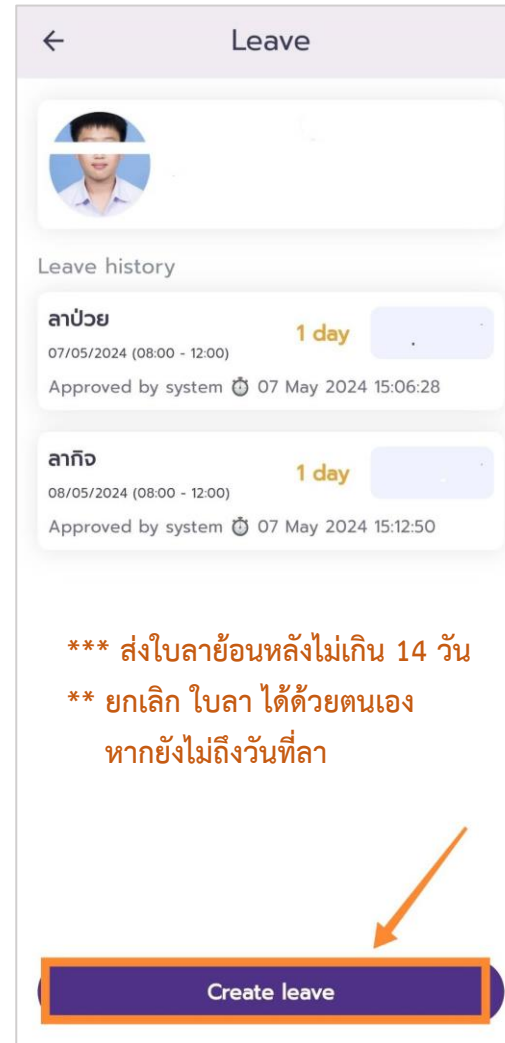 Leave
Leave history
ลาป่วย
1 day
07/05/2024 (08:00 - 12:00)
Approved by system 07 May 2024 15:06:28
ลากิจ
1 day
08/05/2024 (08:00 - 12:00)
Approved by system 07 May 2024 15:12:50
*** ส่งใบลาย้อนหลังไม่เกิน 14 วัน
** ยกเลิก ใบลา ได้ด้วยตนเอง
หากยังไม่ถึงวันที่ลา
Create leave